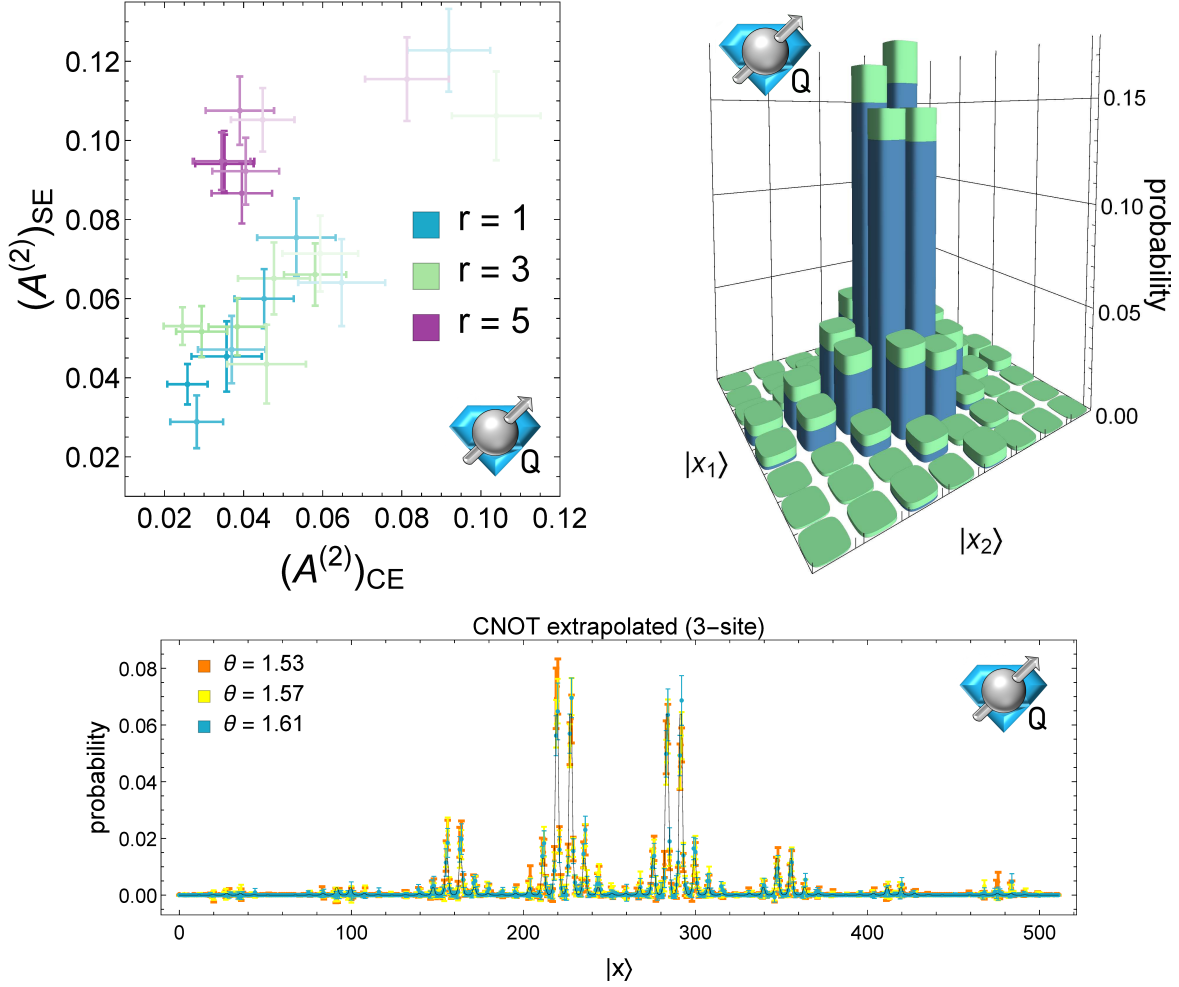 0.12
0.10
0.08
0.06
0.04
0.02
(A^(2))_SE
r = 1
r = 3
r = 5
Q
0.02 0.04 0.06 0.08 0.10 0.12
(A^(2))_CE
Q
0.15
0.10
0.05
0.00
probability
|x₁⟩
|x₂⟩
CNOT extrapolated (3−site)
0.08
0.06
0.04
0.02
0.00
probability
θ = 1.53
θ = 1.57
θ = 1.61
Q
0 100 200 300 400 500
|x⟩